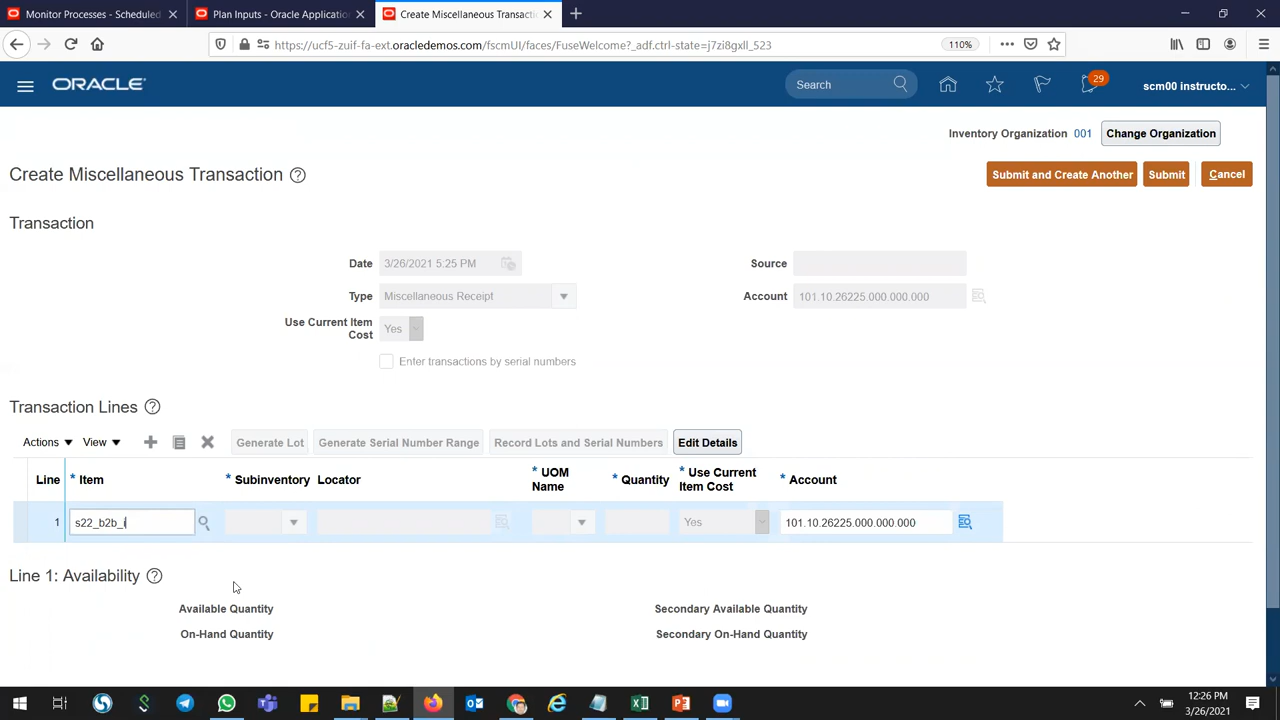 Monitor Processes - Scheduled
Plan Inputs - Oracle Application
Create Miscellaneous Transacti
https://ucf5-zuif-fa-ext.oracledemos.com/fscmUI/faces/FuseWelcome?_adf.ctrl-state=j7zi8gxll_523
110%
ORACLE
Search
29
scm00 instructo...
Inventory Organization 001 Change Organization
Create Miscellaneous Transaction
Submit and Create Another Submit Cancel
Transaction
Date 3/26/2021 5.25 PM
Source
Type Miscellaneous Receipt
Account 101.10.26225.000.000.000
Use Current Item
Cost
Yes
Enter transactions by serial numbers
Transaction Lines
Actions View Generate Lot Generate Serial Number Range Record Lots and Serial Numbers Edit Details
Line * Item * Subinventory Locator * UOM Name * Quantity * Use Current Item Cost * Account
1 s22_b2b_i Yes 101.10.26225.000.000.000
Line 1: Availability
Available Quantity Secondary Available Quantity
On-Hand Quantity Secondary On-Hand Quantity
12:26 PM
3/26/2021